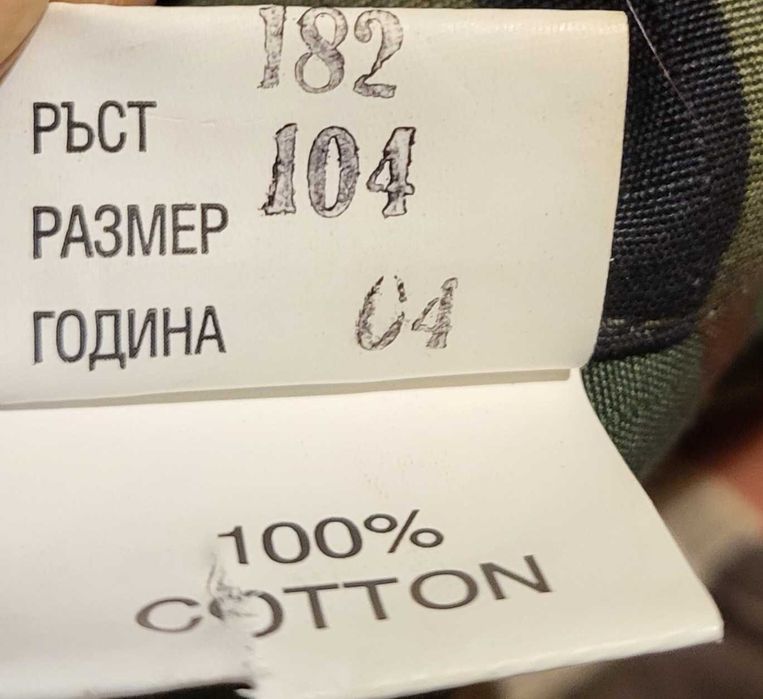 РЪСТ 182
РАЗМЕР 104
ГОДИНА 04
100%
COTTON